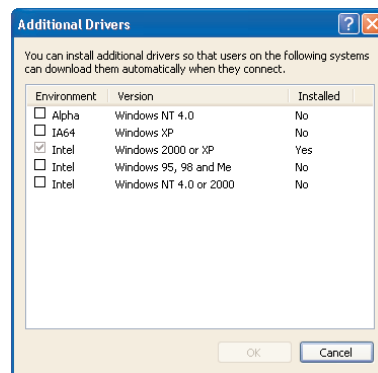 Additional Drivers
You can install additional drivers so that users on the following systems
can download them automatically when they connect.
Environment Version Installed
Alpha Windows NT 4.0 No
IA64 Windows XP No
Intel Windows 2000 or XP Yes
Intel Windows 95, 98 and Me No
Intel Windows NT 4.0 or 2000 No
OK Cancel